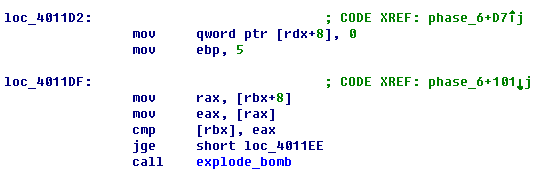 loc_4011D2: ; CODE XREF: phase_6+D7↑j
mov qword ptr [rdx+8], 0
mov ebp, 5
loc_4011DF: ; CODE XREF: phase_6+101↓j
mov rax, [rbx+8]
mov eax, [rax]
cmp [rbx], eax
jge short loc_4011EE
call explode_bomb